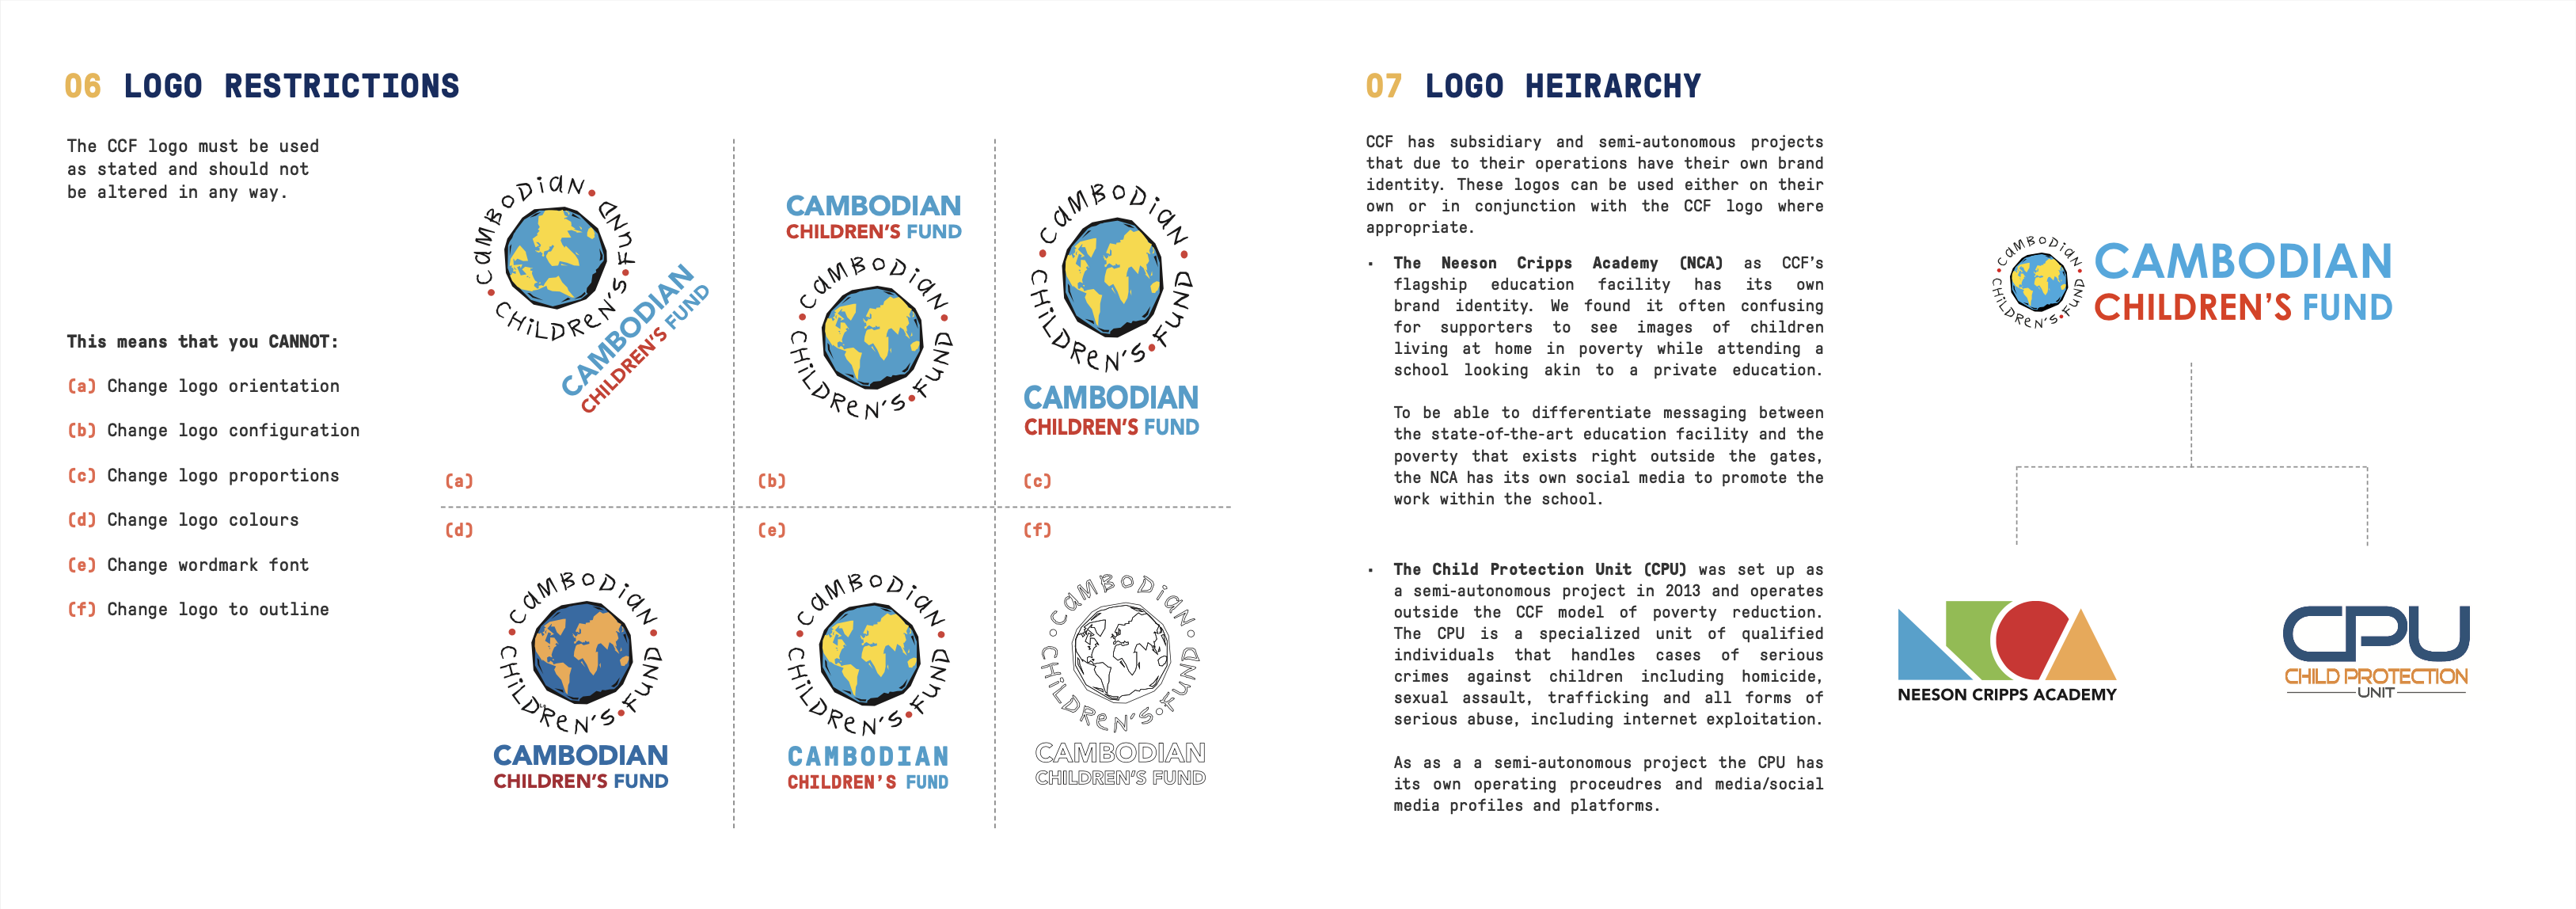 06 LOGO RESTRICTIONS
The CCF logo must be used
as stated and should not
be altered in any way.
This means that you CANNOT:
(a) Change logo orientation
(b) Change logo configuration
(c) Change logo proportions
(d) Change logo colours
(e) Change wordmark font
(f) Change logo to outline
CAMBODIAN • CHILDREN'S • FUND •
CAMBODIAN
CHILDREN'S FUND
(a)
CAMBODIAN
CHILDREN'S FUND
CAMBODIAN • CHILDREN'S • FUND •
(b)
CAMBODIAN • CHILDREN'S • FUND •
CAMBODIAN
CHILDREN'S FUND
(c)
(d)
CAMBODIAN • CHILDREN'S • FUND •
CAMBODIAN
CHILDREN'S FUND
(e)
CAMBODIAN • CHILDREN'S • FUND •
CAMBODIAN
CHILDREN'S FUND
(f)
CAMBODIAN • CHILDREN'S • FUND •
CAMBODIAN
CHILDREN'S FUND
07 LOGO HEIRARCHY
CCF has subsidiary and semi-autonomous projects
that due to their operations have their own brand
identity. These logos can be used either on their
own or in conjunction with the CCF logo where
appropriate.
· The Neeson Cripps Academy (NCA) as CCF's
flagship education facility has its own
brand identity. We found it often confusing
for supporters to see images of children
living at home in poverty while attending a
school looking akin to a private education.
To be able to differentiate messaging between
the state-of-the-art education facility and the
poverty that exists right outside the gates,
the NCA has its own social media to promote the
work within the school.
· The Child Protection Unit (CPU) was set up as
a semi-autonomous project in 2013 and operates
outside the CCF model of poverty reduction.
The CPU is a specialized unit of qualified
individuals that handles cases of serious
crimes against children including homicide,
sexual assault, trafficking and all forms of
serious abuse, including internet exploitation.
As as a a semi-autonomous project the CPU has
its own operating proceudres and media/social
media profiles and platforms.
CAMBODIAN • CHILDREN'S • FUND •
CAMBODIAN
CHILDREN'S FUND
NCA
NEESON CRIPPS ACADEMY
CPU
CHILD PROTECTION
UNIT